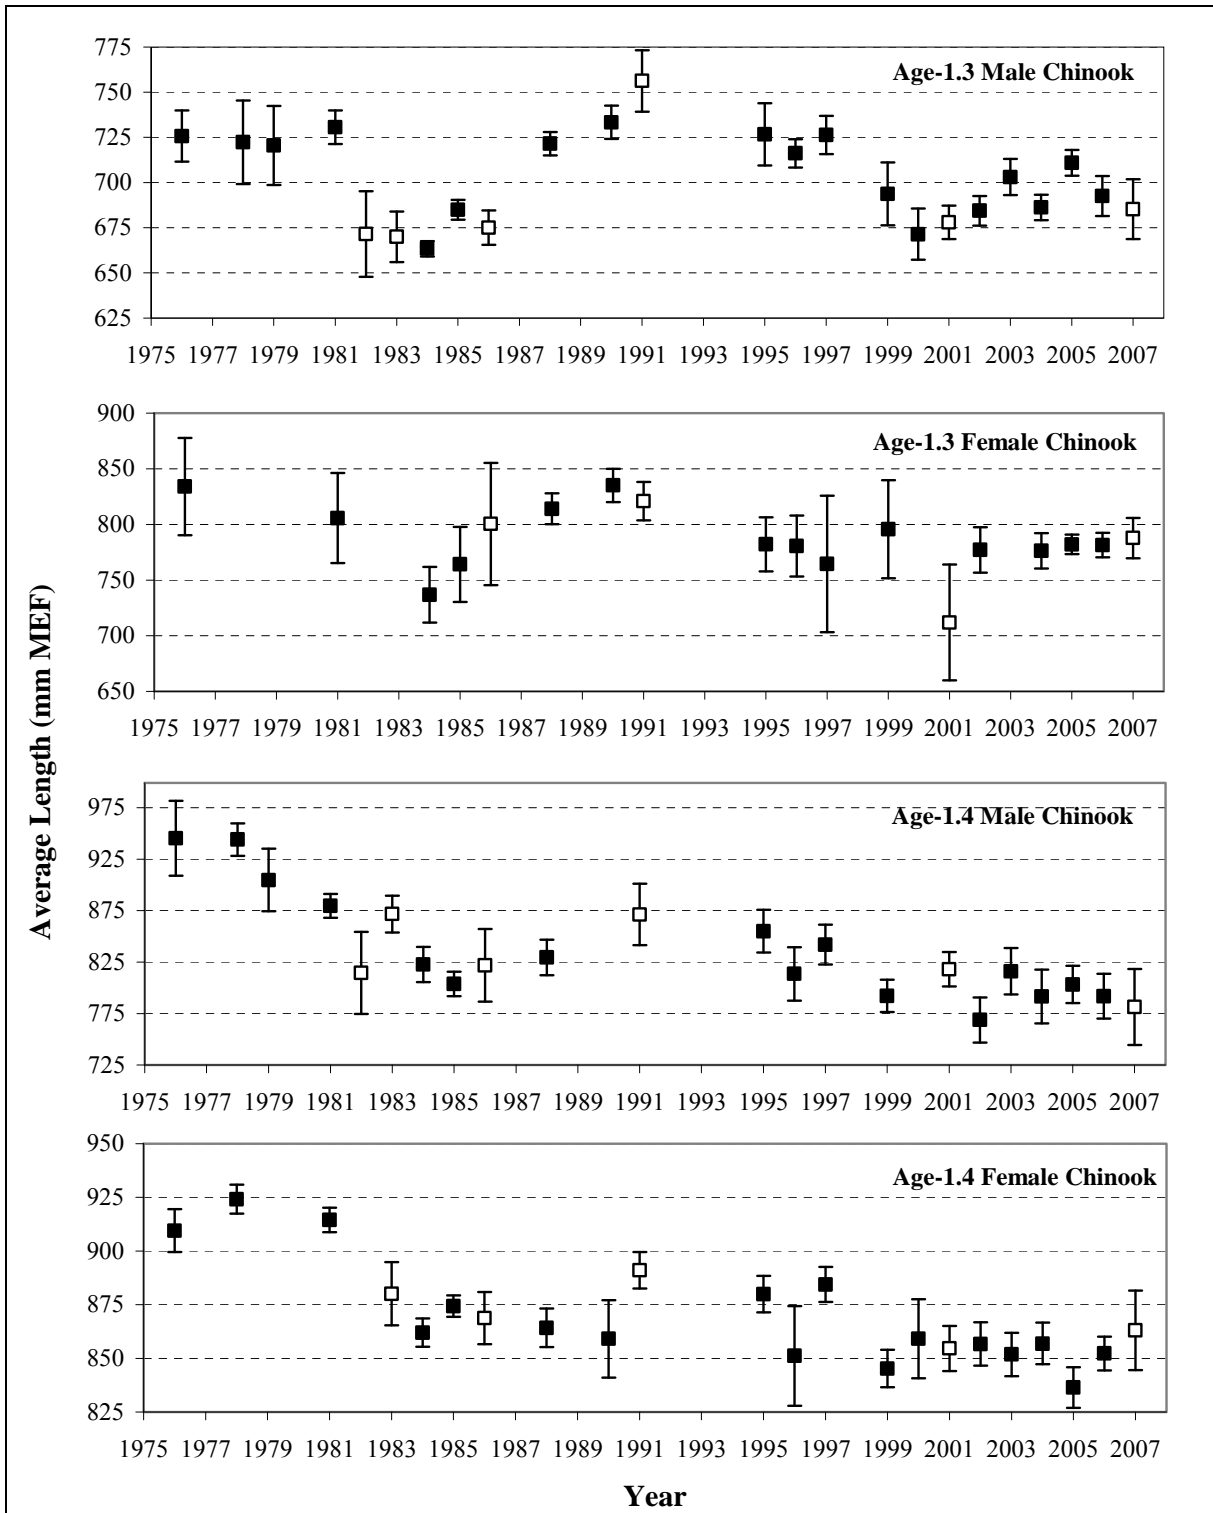 775
Age-1.3 Male Chinook
750
725
700
675
650
625
1975 1977 1979 1981 1983 1985 1987 1989 1991 1993 1995 1997 1999 2001 2003 2005 2007
900
Age-1.3 Female Chinook
850
800
750
700
650
1975 1977 1979 1981 1983 1985 1987 1989 1991 1993 1995 1997 1999 2001 2003 2005 2007
Average Length (mm MEF)
975
Age-1.4 Male Chinook
925
875
825
775
725
1975 1977 1979 1981 1983 1985 1987 1989 1991 1993 1995 1997 1999 2001 2003 2005 2007
950
Age-1.4 Female Chinook
925
900
875
850
825
1975 1977 1979 1981 1983 1985 1987 1989 1991 1993 1995 1997 1999 2001 2003 2005 2007
Year